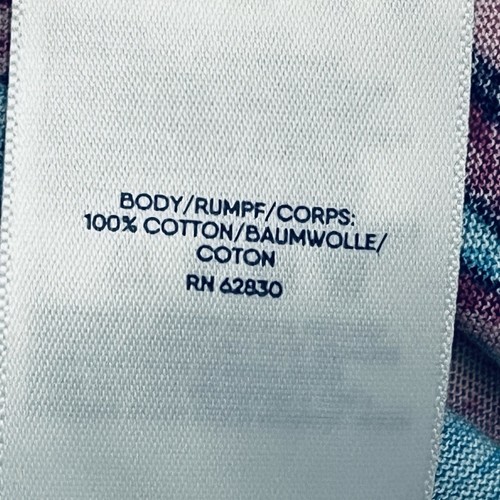 BODY/RUMPF/CORPS:
100% COTTON/BAUMWOLLE/
COTON
RN 62830